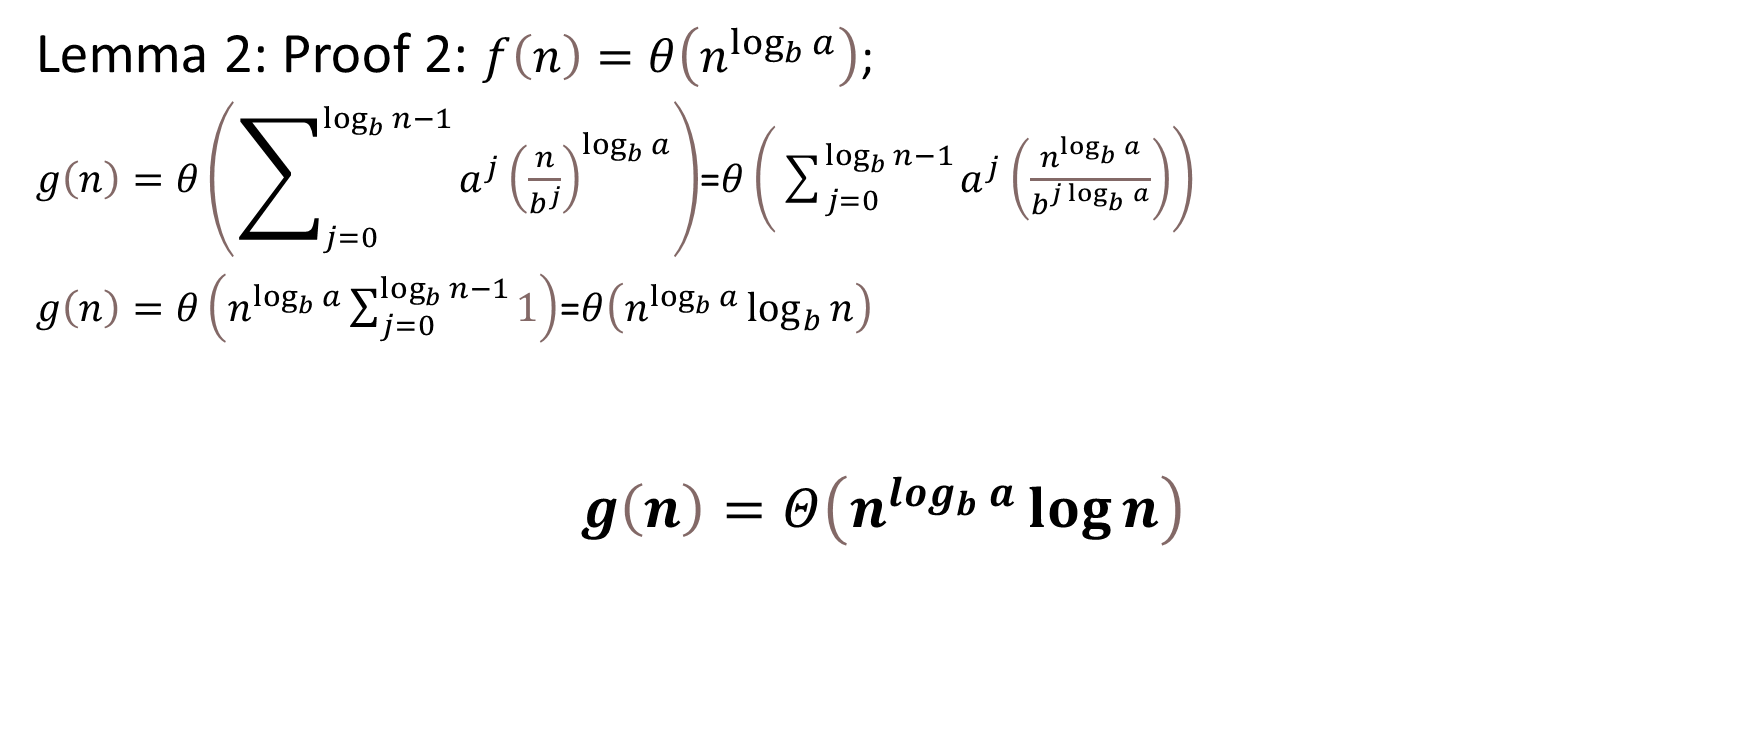 Lemma 2: Proof 2: 𝑓(𝑛) = 𝜃(𝑛^{log_𝑏 𝑎});
𝑔(𝑛) = 𝜃(∑_{𝑗=0}^{log_𝑏 𝑛−1} 𝑎^𝑗 (𝑛/𝑏^𝑗)^{log_𝑏 𝑎})=𝜃(∑_{𝑗=0}^{log_𝑏 𝑛−1} 𝑎^𝑗 (𝑛^{log_𝑏 𝑎}/𝑏^{𝑗 log_𝑏 𝑎}))
𝑔(𝑛) = 𝜃(𝑛^{log_𝑏 𝑎} ∑_{𝑗=0}^{log_𝑏 𝑛−1} 1)=𝜃(𝑛^{log_𝑏 𝑎} log_𝑏 𝑛)
𝒈(𝒏) = 𝛩(𝒏^{𝒍𝒐𝒈_𝒃 𝒂} 𝐥𝐨𝐠 𝒏)